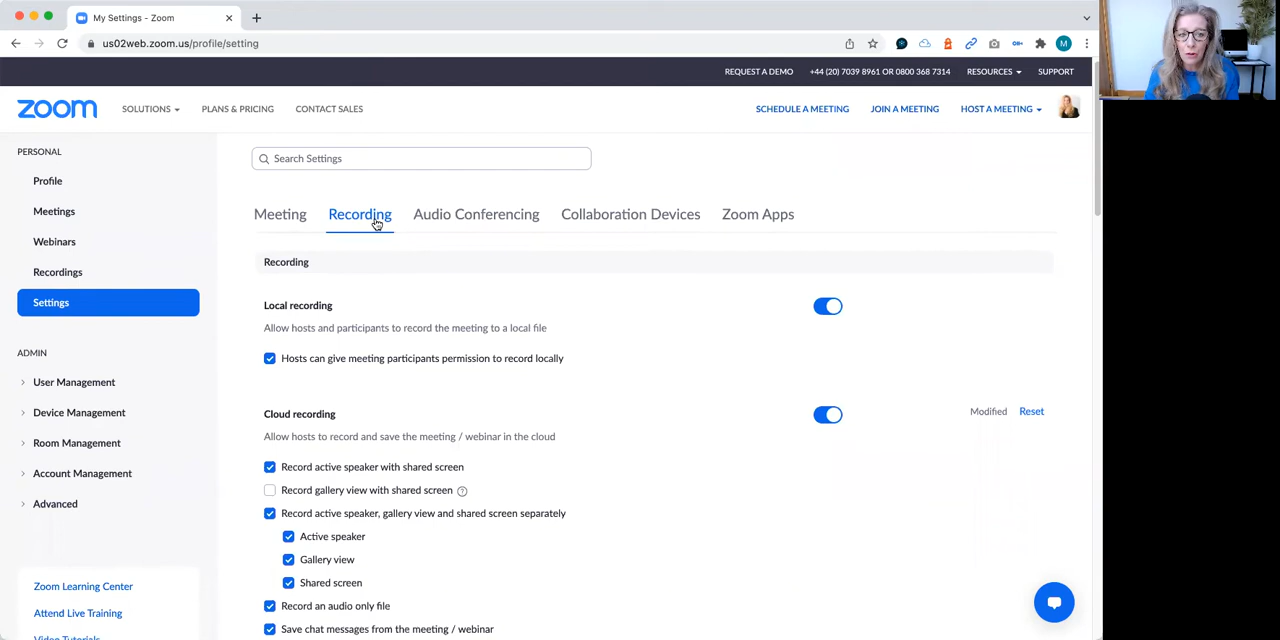 My Settings - Zoom
us02web.zoom.us/profile/setting
M
REQUEST A DEMO +44 (20) 7039 8961 OR 0800 368 7314 RESOURCES SUPPORT
zoom SOLUTIONS PLANS & PRICING CONTACT SALES SCHEDULE A MEETING JOIN A MEETING HOST A MEETING
PERSONAL
Profile
Meetings
Webinars
Recordings
Settings
ADMIN
User Management
Device Management
Room Management
Account Management
Advanced
Zoom Learning Center
Attend Live Training
Video Tutorials
Search Settings
Meeting Recording Audio Conferencing Collaboration Devices Zoom Apps
Recording
Local recording
Allow hosts and participants to record the meeting to a local file
Hosts can give meeting participants permission to record locally
Cloud recording Modified Reset
Allow hosts to record and save the meeting / webinar in the cloud
Record active speaker with shared screen
Record gallery view with shared screen ?
Record active speaker, gallery view and shared screen separately
Active speaker
Gallery view
Shared screen
Record an audio only file
Save chat messages from the meeting / webinar